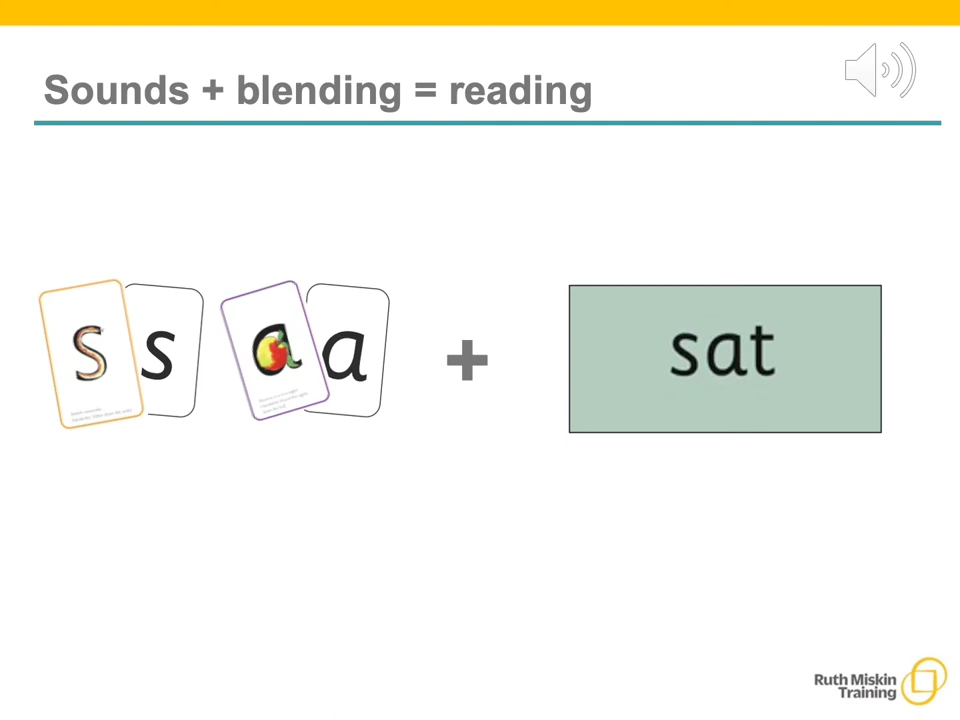 Sounds + blending = reading
s s a a + sat
Ruth Miskin
Training